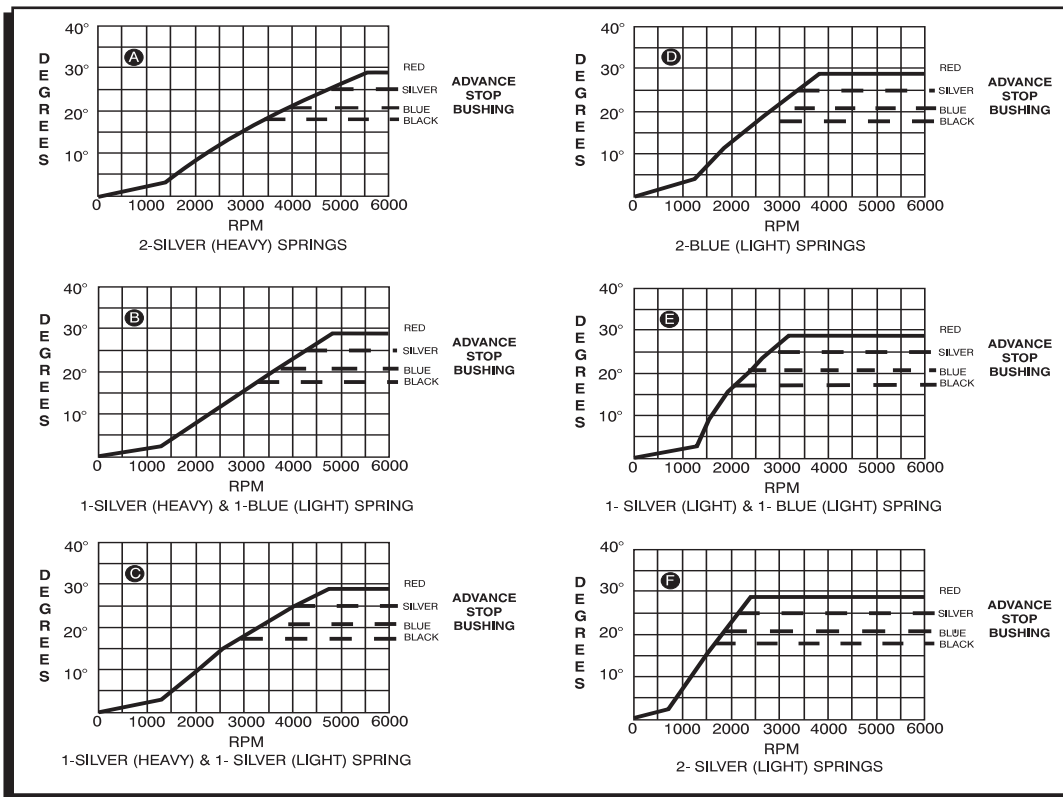 DEGREES
40°
30°
20°
10°
A
RED
SILVER
BLUE
BLACK
ADVANCE
STOP
BUSHING
0 1000 2000 3000 4000 5000 6000
RPM
2-SILVER (HEAVY) SPRINGS
DEGREES
40°
30°
20°
10°
D
RED
SILVER
BLUE
BLACK
ADVANCE
STOP
BUSHING
0 1000 2000 3000 4000 5000 6000
RPM
2-BLUE (LIGHT) SPRINGS
DEGREES
40°
30°
20°
10°
B
RED
SILVER
BLUE
BLACK
ADVANCE
STOP
BUSHING
0 1000 2000 3000 4000 5000 6000
RPM
1-SILVER (HEAVY) & 1-BLUE (LIGHT) SPRING
DEGREES
40°
30°
20°
10°
E
RED
SILVER
BLUE
BLACK
ADVANCE
STOP
BUSHING
0 1000 2000 3000 4000 5000 6000
RPM
1- SILVER (LIGHT) & 1- BLUE (LIGHT) SPRING
DEGREES
40°
30°
20°
10°
C
RED
SILVER
BLUE
BLACK
ADVANCE
STOP
BUSHING
0 1000 2000 3000 4000 5000 6000
RPM
1-SILVER (HEAVY) & 1- SILVER (LIGHT) SPRING
DEGREES
40°
30°
20°
10°
F
RED
SILVER
BLUE
BLACK
ADVANCE
STOP
BUSHING
0 1000 2000 3000 4000 5000 6000
RPM
2- SILVER (LIGHT) SPRINGS